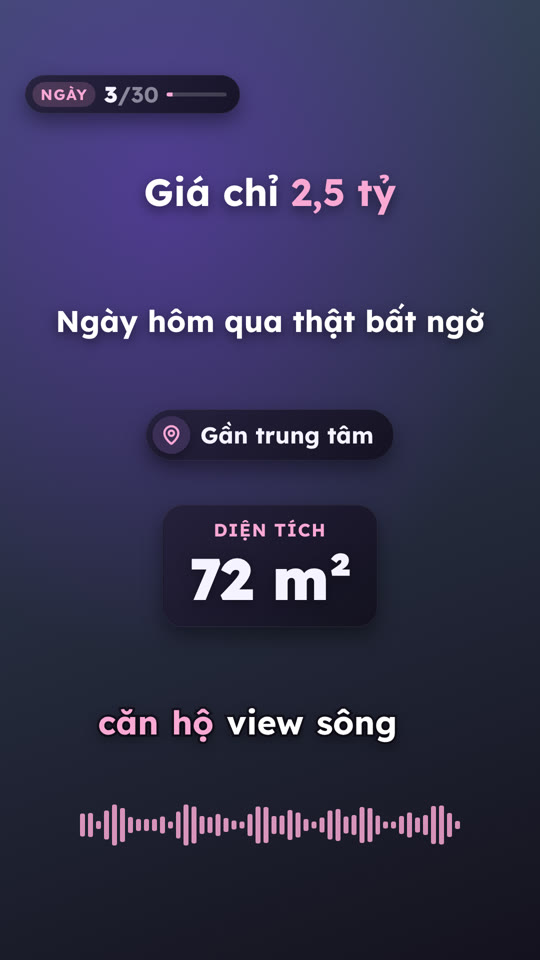 NGÀY 3/30
Giá chỉ 2,5 tỷ
Ngày hôm qua thật bất ngờ
Gần trung tâm
DIỆN TÍCH
72 m²
căn hộ view sông